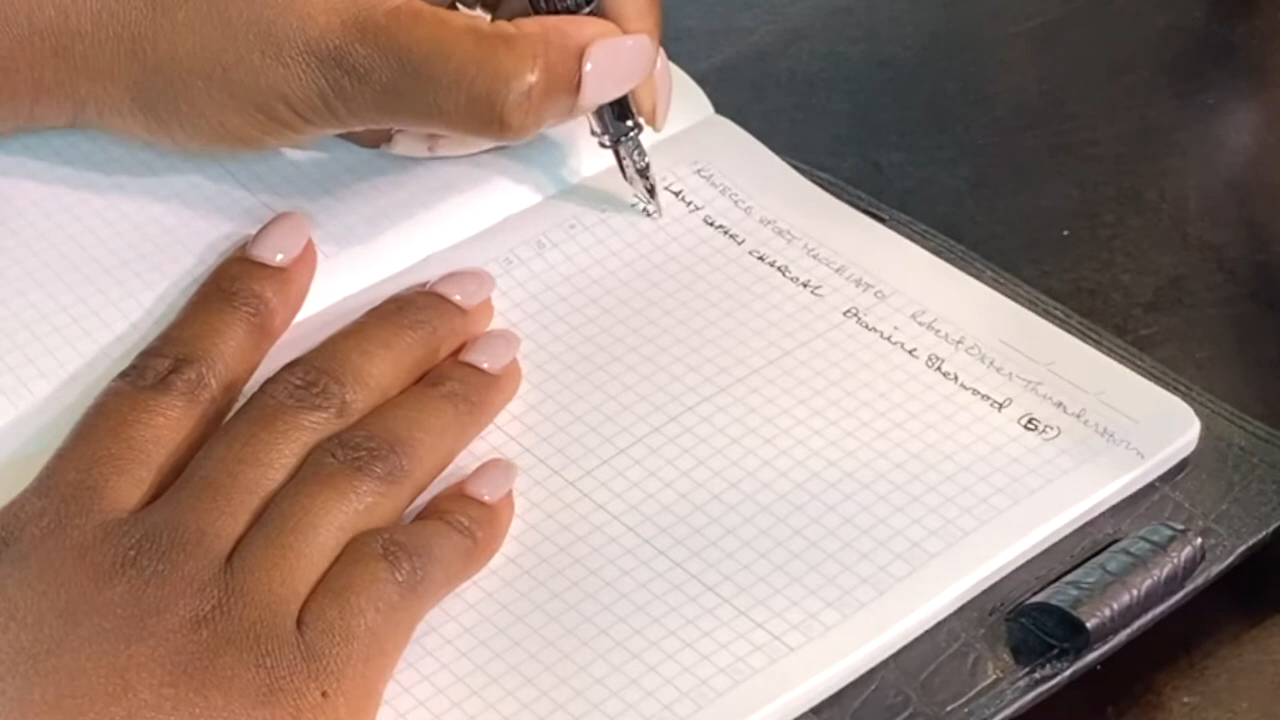 KAWECO SPORT MACCHIATO Robert Oster Thunderstorm
LAMY SAFARI CHARCOAL Diamine Sherwood (EF)